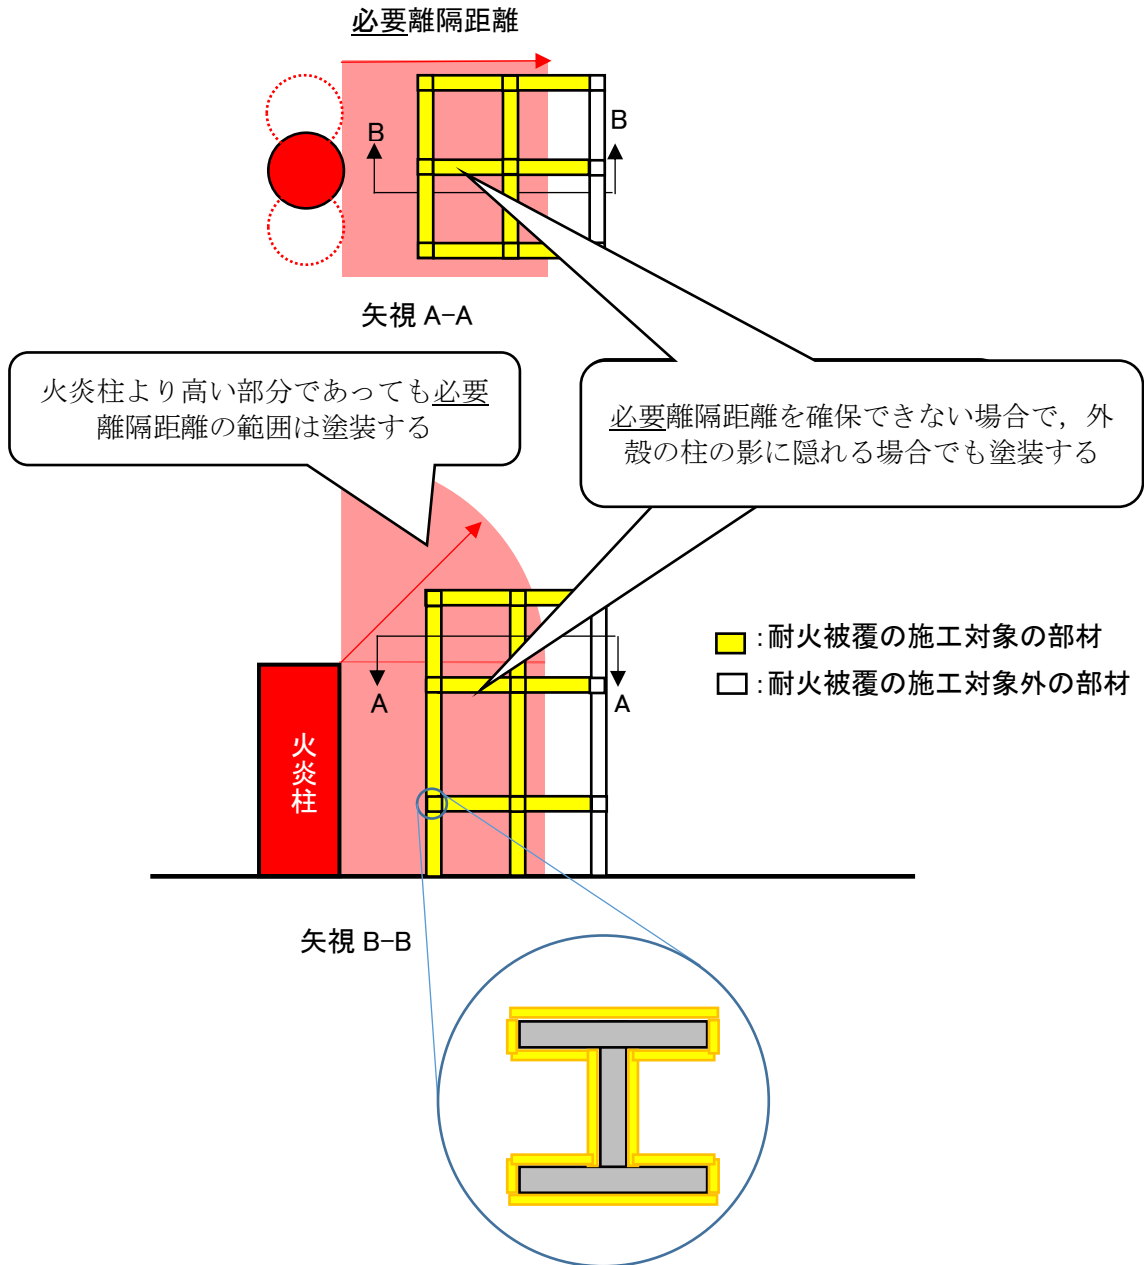 必要離隔距離
B
B
矢視 A-A
火炎柱より高い部分であっても必要
離隔距離の範囲は塗装する
必要離隔距離を確保できない場合で，外
殻の柱の影に隠れる場合でも塗装する
：耐火被覆の施工対象の部材
：耐火被覆の施工対象外の部材
A
A
火炎柱
矢視 B-B